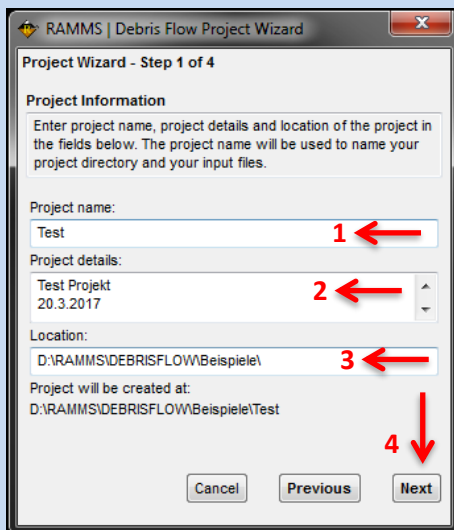 RAMMS | Debris Flow Project Wizard
Project Wizard - Step 1 of 4
Project Information
Enter project name, project details and location of the project in
the fields below. The project name will be used to name your
project directory and your input files.
Project name:
Test
1
Project details:
Test Projekt
20.3.2017
2
Location:
D:\RAMMS\DEBRISFLOW\Beispiele\
3
Project will be created at:
D:\RAMMS\DEBRISFLOW\Beispiele\Test
4
Cancel Previous Next